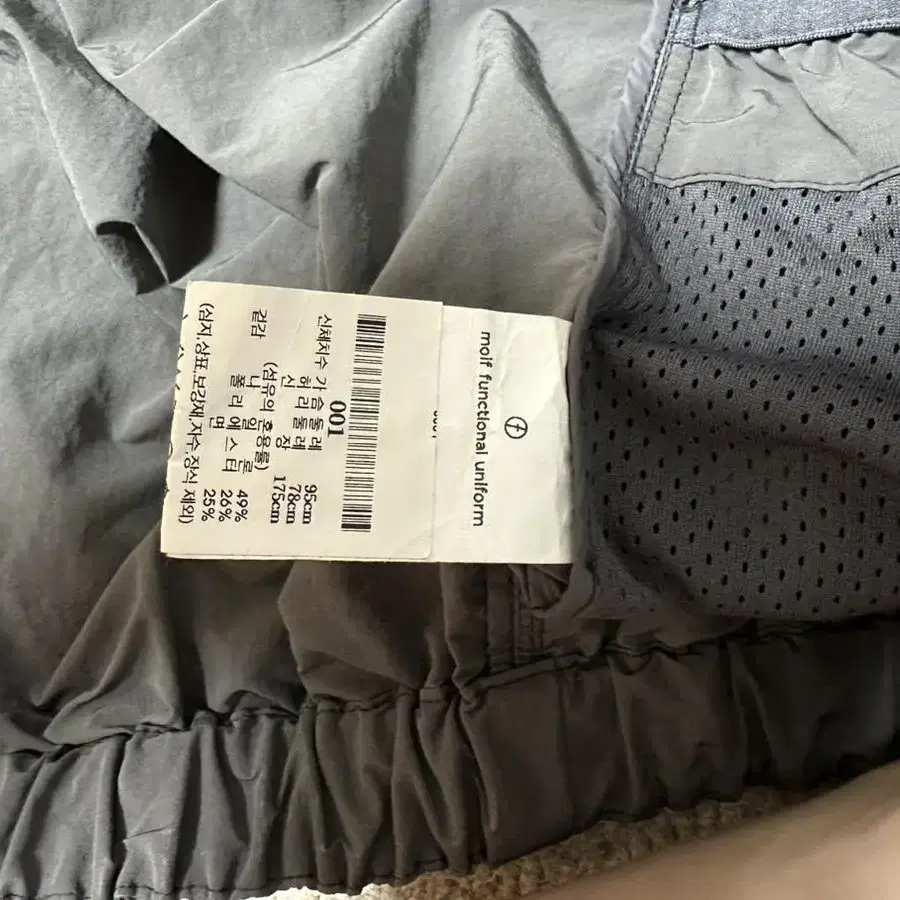 moif functional uniform
001
신체치수 가슴둘레 95cm
허리둘레 78cm
신장 175cm
(섬유의 혼용률)
겉감 나일론 49%
폴리에스터 26%
면 25%
(심지,상표,보강재,자수,장식 제외)